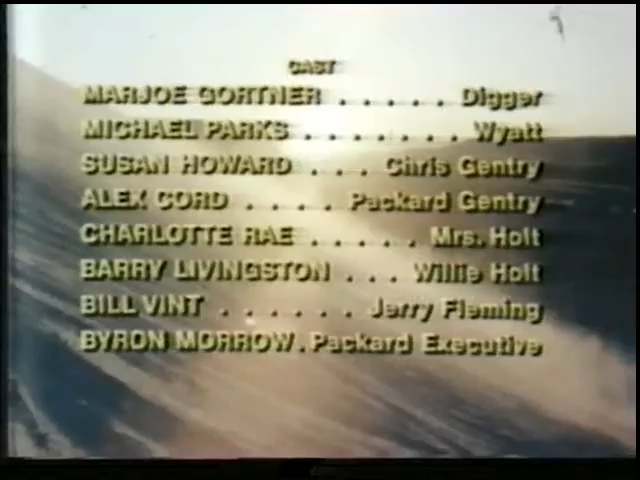 CAST
MARJOE GORTNER . . . . . Digger
MICHAEL PARKS . . . . . . . Wyatt
SUSAN HOWARD . . . Chris Gentry
ALEX CORD . . . . Packard Gentry
CHARLOTTE RAE . . . . . Mrs. Holt
BARRY LIVINGSTON . . . Willie Holt
BILL VINT . . . . . . Jerry Fleming
BYRON MORROW . Packard Executive